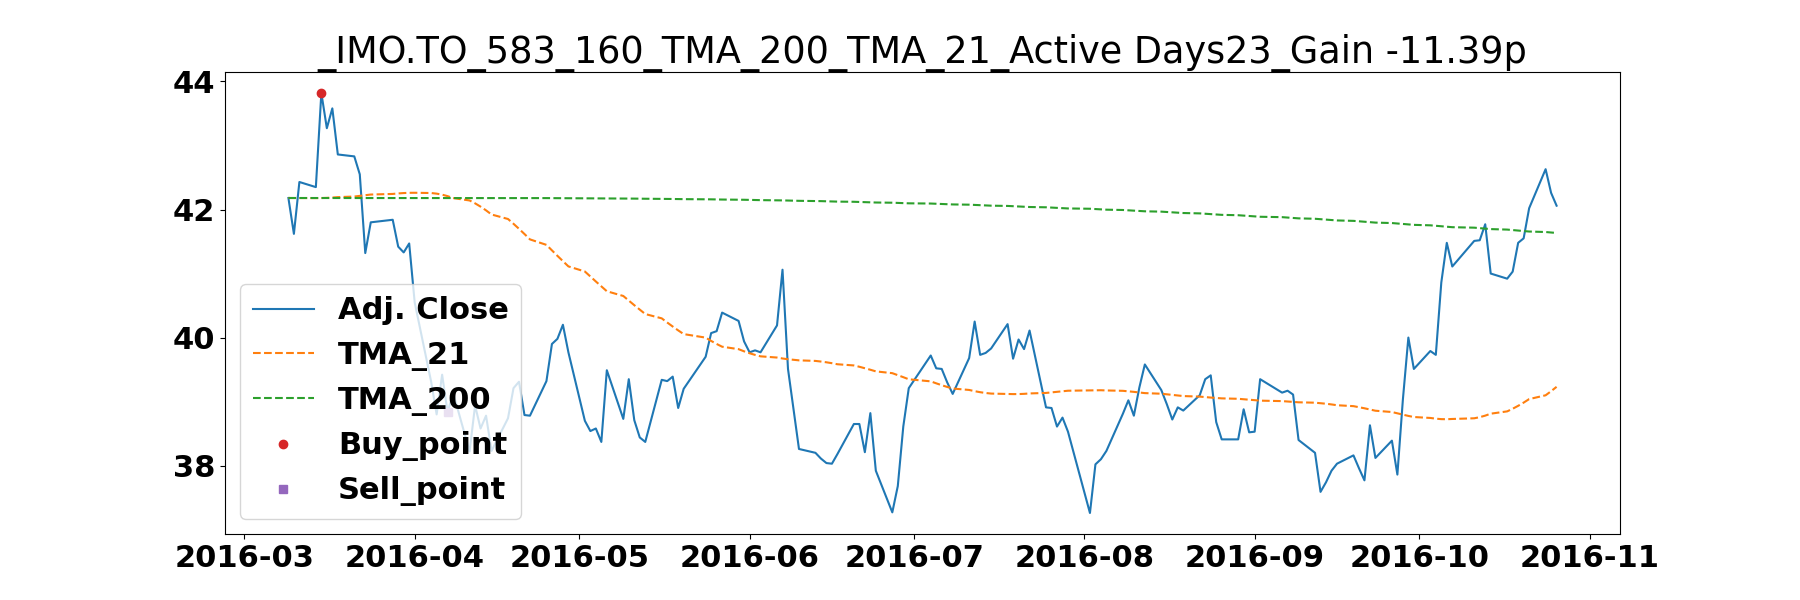 _IMO.TO_583_160_TMA_200_TMA_21_Active Days23_Gain -11.39p
44
42
40
38
Adj. Close
TMA_21
TMA_200
Buy_point
Sell_point
2016-03 2016-04 2016-05 2016-06 2016-07 2016-08 2016-09 2016-10 2016-11